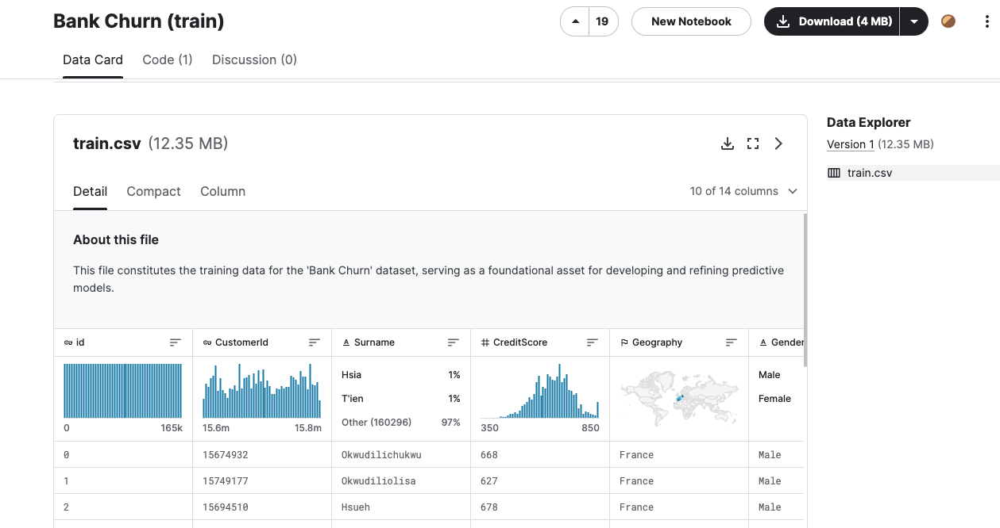 Bank Churn (train)
19
New Notebook
Download (4 MB)
Data Card Code (1) Discussion (0)
train.csv (12.35 MB)
Detail Compact Column
10 of 14 columns
About this file
This file constitutes the training data for the 'Bank Churn' dataset, serving as a foundational asset for developing and refining predictive
models.
id CustomerId Surname CreditScore Geography Gender
Hsia 1%
T'ien 1%
Other (160296) 97%
Male
Female
0 165k 15.6m 15.8m 350 850
0 15674932 Okwudilichukwu 668 France Male
1 15749177 Okwudiliolisa 627 France Male
2 15694510 Hsueh 678 France Male
Data Explorer
Version 1 (12.35 MB)
train.csv